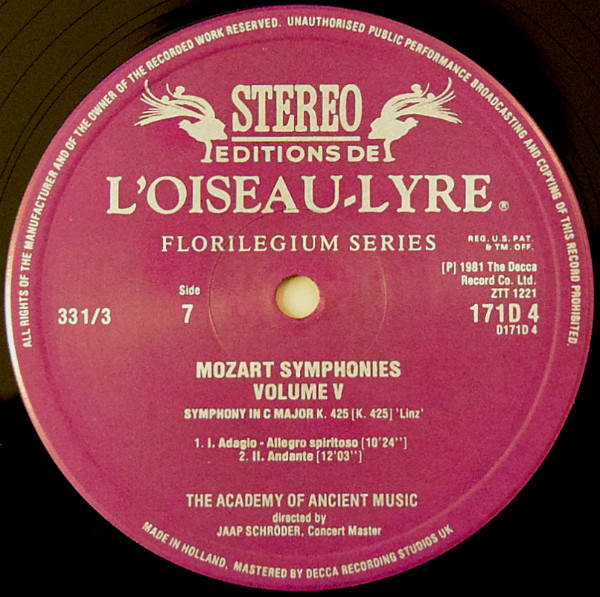 ALL RIGHTS OF THE MANUFACTURER AND OF THE OWNER OF THE RECORDED WORK RESERVED. UNAUTHORISED PUBLIC PERFORMANCE BROADCASTING AND COPYING OF THIS RECORD PROHIBITED.
STEREO
EDITIONS DE
L'OISEAU-LYRE ®
FLORILEGIUM SERIES
REG. U.S. PAT.
& TM. OFF.
[P] 1981 The Decca
Record Co. Ltd.
ZTT 1221
33 1/3
Side
7
171D 4
D171D 4
MOZART SYMPHONIES
VOLUME V
SYMPHONY IN C MAJOR K. 425 [K. 425] 'Linz'
1. I. Adagio - Allegro spiritoso [10'24'']
2. II. Andante [12'03'']
THE ACADEMY OF ANCIENT MUSIC
directed by
JAAP SCHRÖDER, Concert Master
MADE IN HOLLAND, MASTERED BY DECCA RECORDING STUDIOS UK